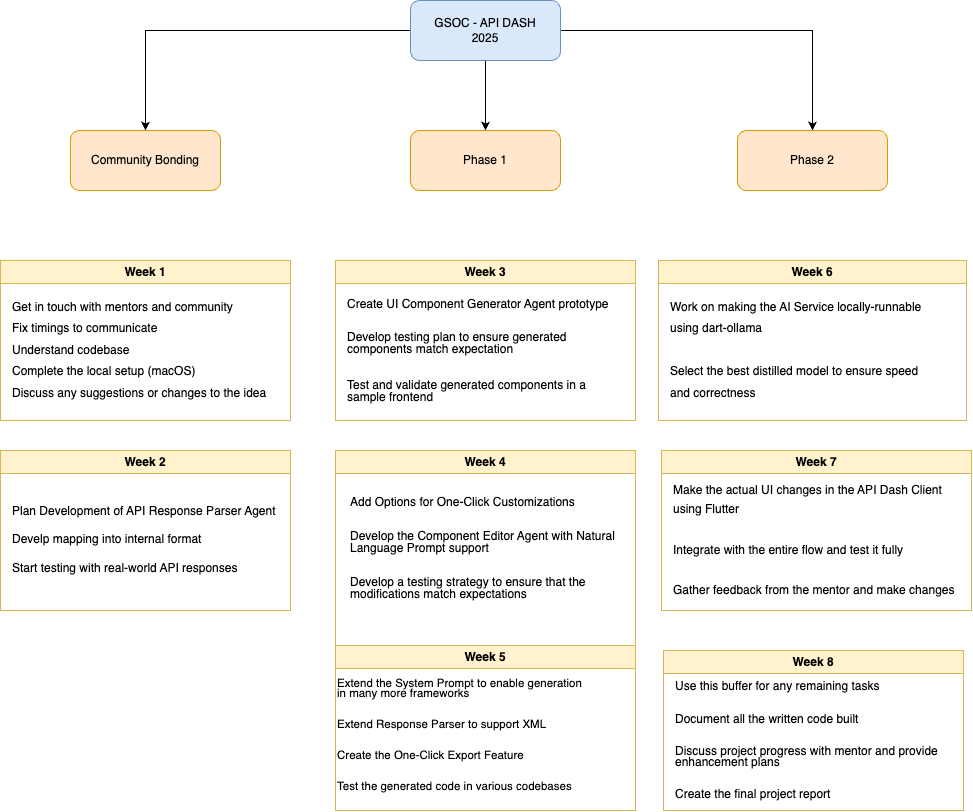 GSOC - API DASH
2025
Community Bonding
Phase 1
Phase 2
Week 1
Get in touch with mentors and community
Fix timings to communicate
Understand codebase
Complete the local setup (macOS)
Discuss any suggestions or changes to the idea
Week 2
Plan Development of API Response Parser Agent
Develp mapping into internal format
Start testing with real-world API responses
Week 3
Create UI Component Generator Agent prototype
Develop testing plan to ensure generated
components match expectation
Test and validate generated components in a
sample frontend
Week 4
Add Options for One-Click Customizations
Develop the Component Editor Agent with Natural
Language Prompt support
Develop a testing strategy to ensure that the
modifications match expectations
Week 5
Extend the System Prompt to enable generation
in many more frameworks
Extend Response Parser to support XML
Create the One-Click Export Feature
Test the generated code in various codebases
Week 6
Work on making the AI Service locally-runnable
using dart-ollama
Select the best distilled model to ensure speed
and correctness
Week 7
Make the actual UI changes in the API Dash Client
using Flutter
Integrate with the entire flow and test it fully
Gather feedback from the mentor and make changes
Week 8
Use this buffer for any remaining tasks
Document all the written code built
Discuss project progress with mentor and provide
enhancement plans
Create the final project report